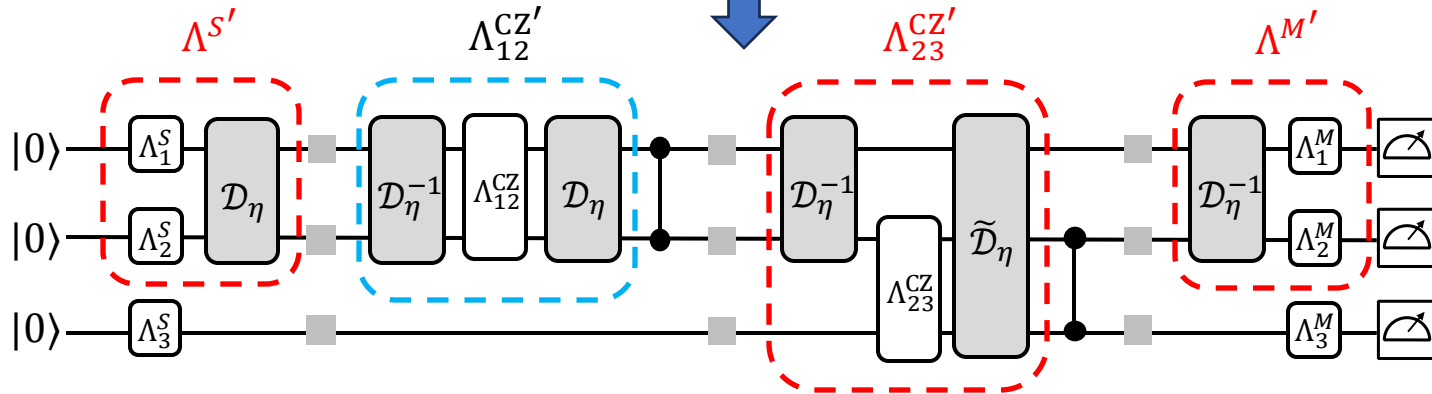 Λ^{S′} Λ_{12}^{CZ′} Λ_{23}^{CZ′} Λ^{M′}
|0⟩ Λ_1^S 𝒟_η 𝒟_η^{-1} Λ_{12}^{CZ} 𝒟_η 𝒟_η^{-1} 𝒟̃_η 𝒟_η^{-1} Λ_1^M
|0⟩ Λ_2^S Λ_{23}^{CZ} Λ_2^M
|0⟩ Λ_3^S Λ_3^M